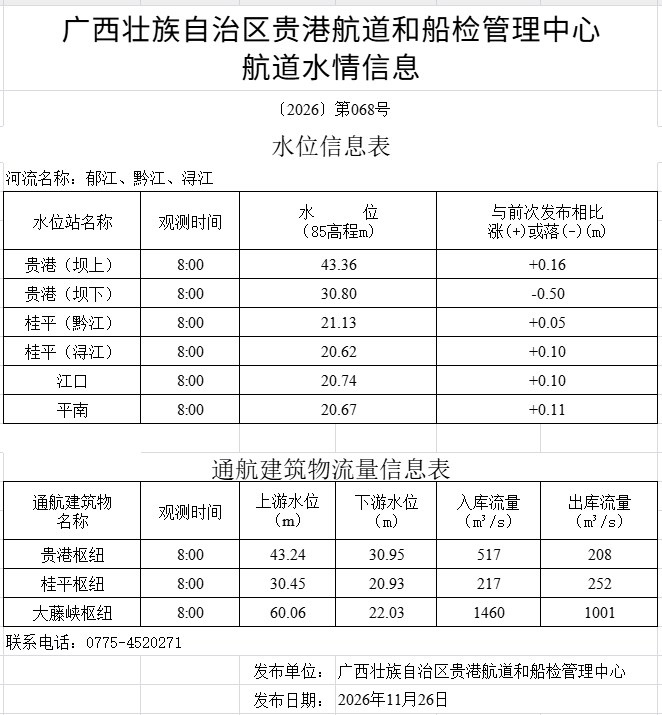 广西壮族自治区贵港航道和船检管理中心
航道水情信息
〔2026〕第068号
水位信息表
河流名称：郁江、黔江、浔江
水位站名称 观测时间 水 位 （85高程m） 与前次发布相比 涨(+)或落(-)(m)
贵港（坝上） 8:00 43.36 +0.16
贵港（坝下） 8:00 30.80 -0.50
桂平（黔江） 8:00 21.13 +0.05
桂平（浔江） 8:00 20.62 +0.10
江口 8:00 20.74 +0.10
平南 8:00 20.67 +0.11
通航建筑物流量信息表
通航建筑物 名称 观测时间 上游水位 （m） 下游水位 （m） 入库流量 （m³/s） 出库流量 （m³/s）
贵港枢纽 8:00 43.24 30.95 517 208
桂平枢纽 8:00 30.45 20.93 217 252
大藤峡枢纽 8:00 60.06 22.03 1460 1001
联系电话：0775-4520271
发布单位： 广西壮族自治区贵港航道和船检管理中心
发布日期： 2026年11月26日